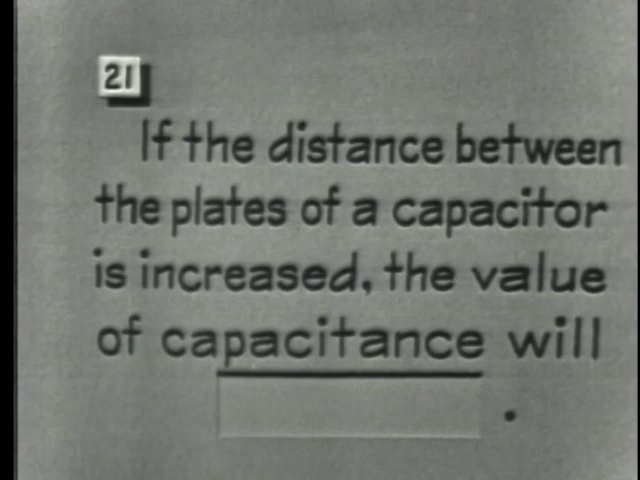 21
If the distance between
the plates of a capacitor
is increased, the value
of capacitance will
.